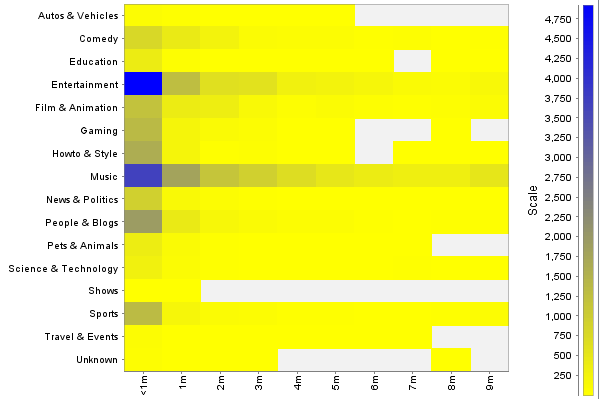 Autos & Vehicles
Comedy
Education
Entertainment
Film & Animation
Gaming
Howto & Style
Music
News & Politics
People & Blogs
Pets & Animals
Science & Technology
Shows
Sports
Travel & Events
Unknown
<1m 1m 2m 3m 4m 5m 6m 7m 8m 9m
Scale
4,750
4,500
4,250
4,000
3,750
3,500
3,250
3,000
2,750
2,500
2,250
2,000
1,750
1,500
1,250
1,000
750
500
250